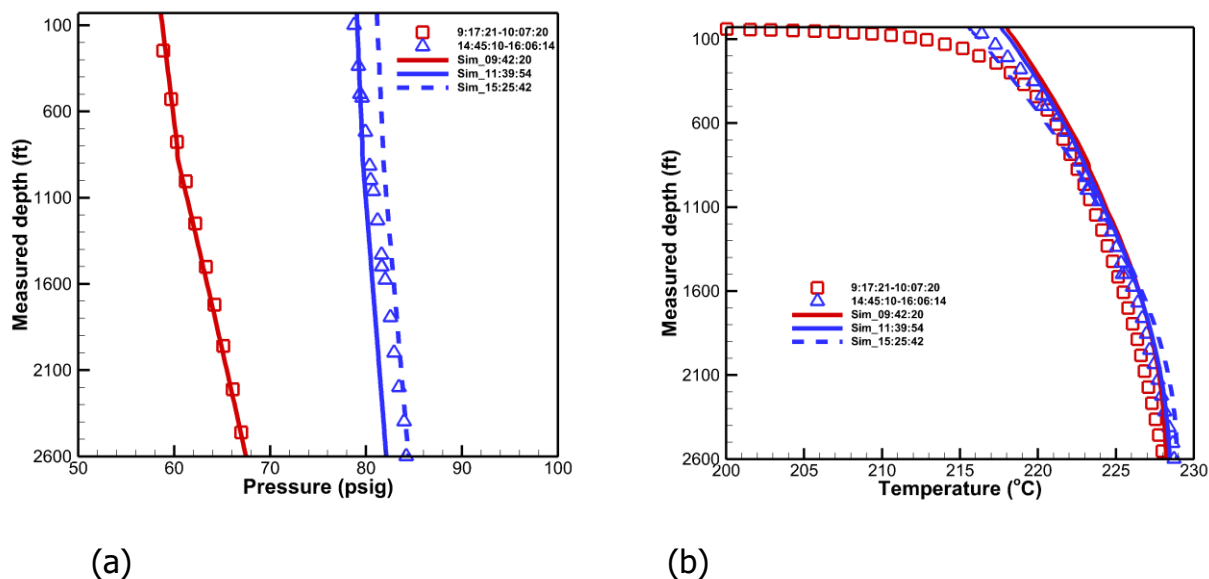 100
600
1100
1600
2100
2600
Measured depth (ft)
50
60
70
80
90
100
Pressure (psig)
9:17:21-10:07:20
14:45:10-16:06:14
Sim_09:42:20
Sim_11:39:54
Sim_15:25:42
(a)
100
600
1100
1600
2100
2600
Measured depth (ft)
200
205
210
215
220
225
230
Temperature (°C)
9:17:21-10:07:20
14:45:10-16:06:14
Sim_09:42:20
Sim_11:39:54
Sim_15:25:42
(b)